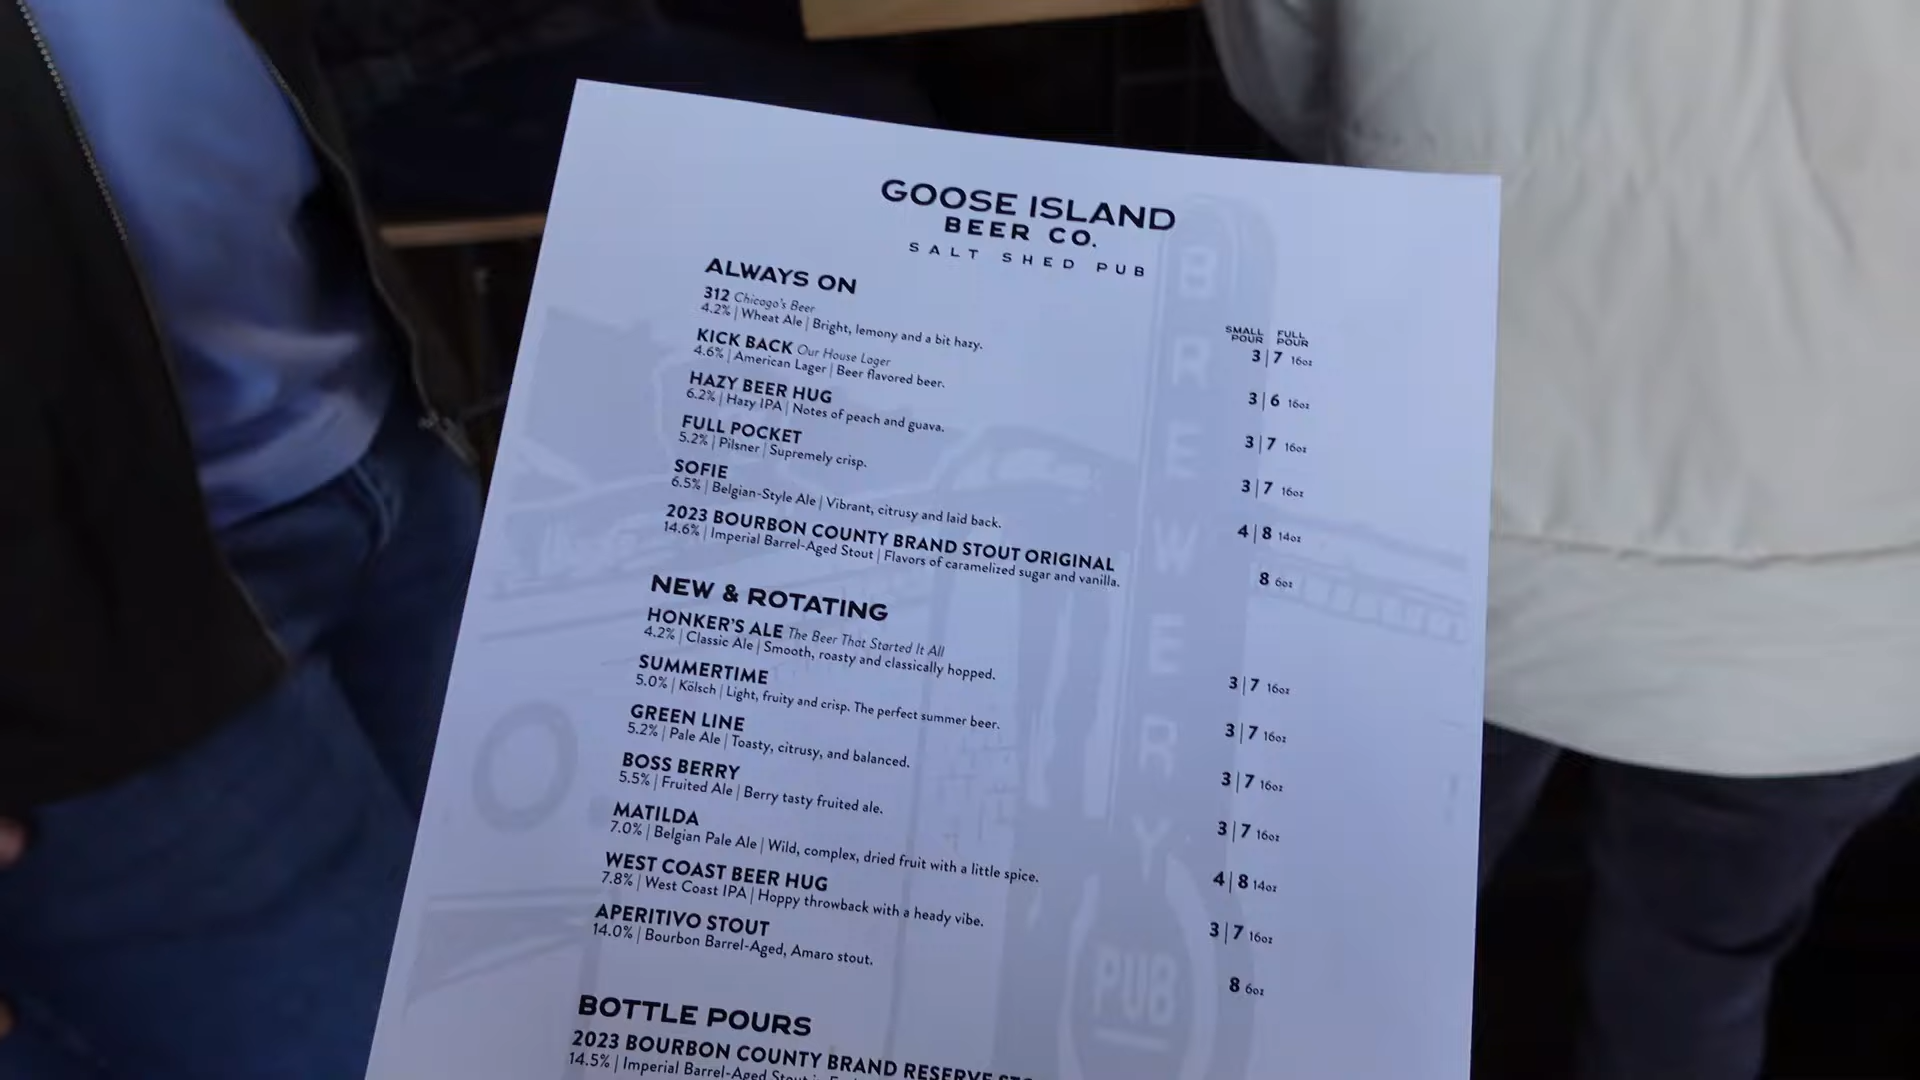 GOOSE ISLAND
BEER CO.
SALT SHED PUB
ALWAYS ON
SMALL POUR FULL POUR
312 Chicago's Beer
4.2% | Wheat Ale | Bright, lemony and a bit hazy.
3 | 7 16oz
KICK BACK Our House Lager
4.6% | American Lager | Beer flavored beer.
3 | 6 16oz
HAZY BEER HUG
6.2% | Hazy IPA | Notes of peach and guava.
3 | 7 16oz
FULL POCKET
5.2% | Pilsner | Supremely crisp.
3 | 7 16oz
SOFIE
6.5% | Belgian-Style Ale | Vibrant, citrusy and laid back.
4 | 8 14oz
2023 BOURBON COUNTY BRAND STOUT ORIGINAL
14.6% | Imperial Barrel-Aged Stout | Flavors of caramelized sugar and vanilla.
8 6oz
NEW & ROTATING
HONKER'S ALE The Beer That Started It All
4.2% | Classic Ale | Smooth, roasty and classically hopped.
3 | 7 16oz
SUMMERTIME
5.0% | Kölsch | Light, fruity and crisp. The perfect summer beer.
3 | 7 16oz
GREEN LINE
5.2% | Pale Ale | Toasty, citrusy, and balanced.
3 | 7 16oz
BOSS BERRY
5.5% | Fruited Ale | Berry tasty fruited ale.
3 | 7 16oz
MATILDA
7.0% | Belgian Pale Ale | Wild, complex, dried fruit with a little spice.
4 | 8 14oz
WEST COAST BEER HUG
7.8% | West Coast IPA | Hoppy throwback with a heady vibe.
3 | 7 16oz
APERITIVO STOUT
14.0% | Bourbon Barrel-Aged, Amaro stout.
8 6oz
BOTTLE POURS
2023 BOURBON COUNTY BRAND RESERVE
14.5% | Imperial Barrel-Aged Stout
BREWERY
PUB